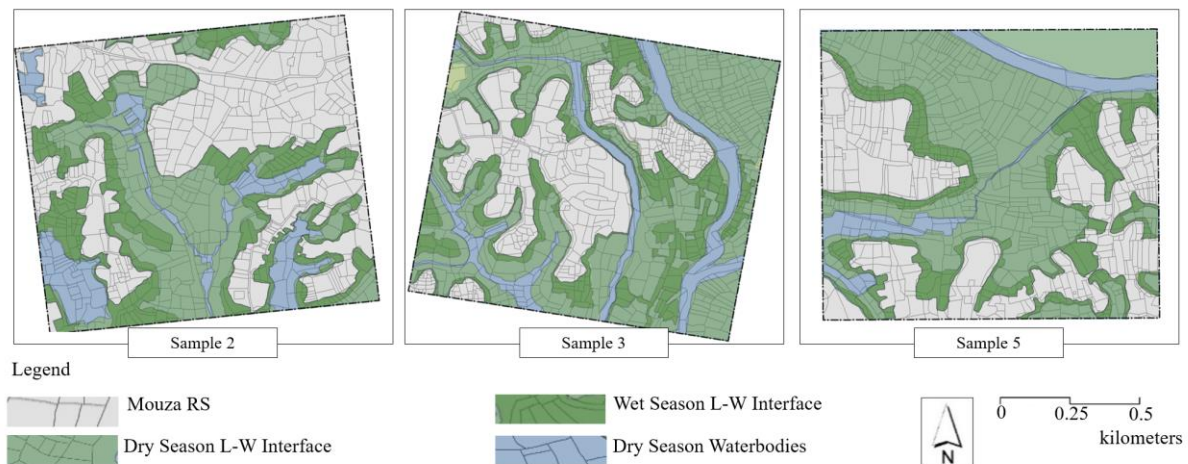 Sample 2
Sample 3
Sample 5
Legend
Mouza RS
Wet Season L-W Interface
Dry Season L-W Interface
Dry Season Waterbodies
N
0 0.25 0.5
kilometers